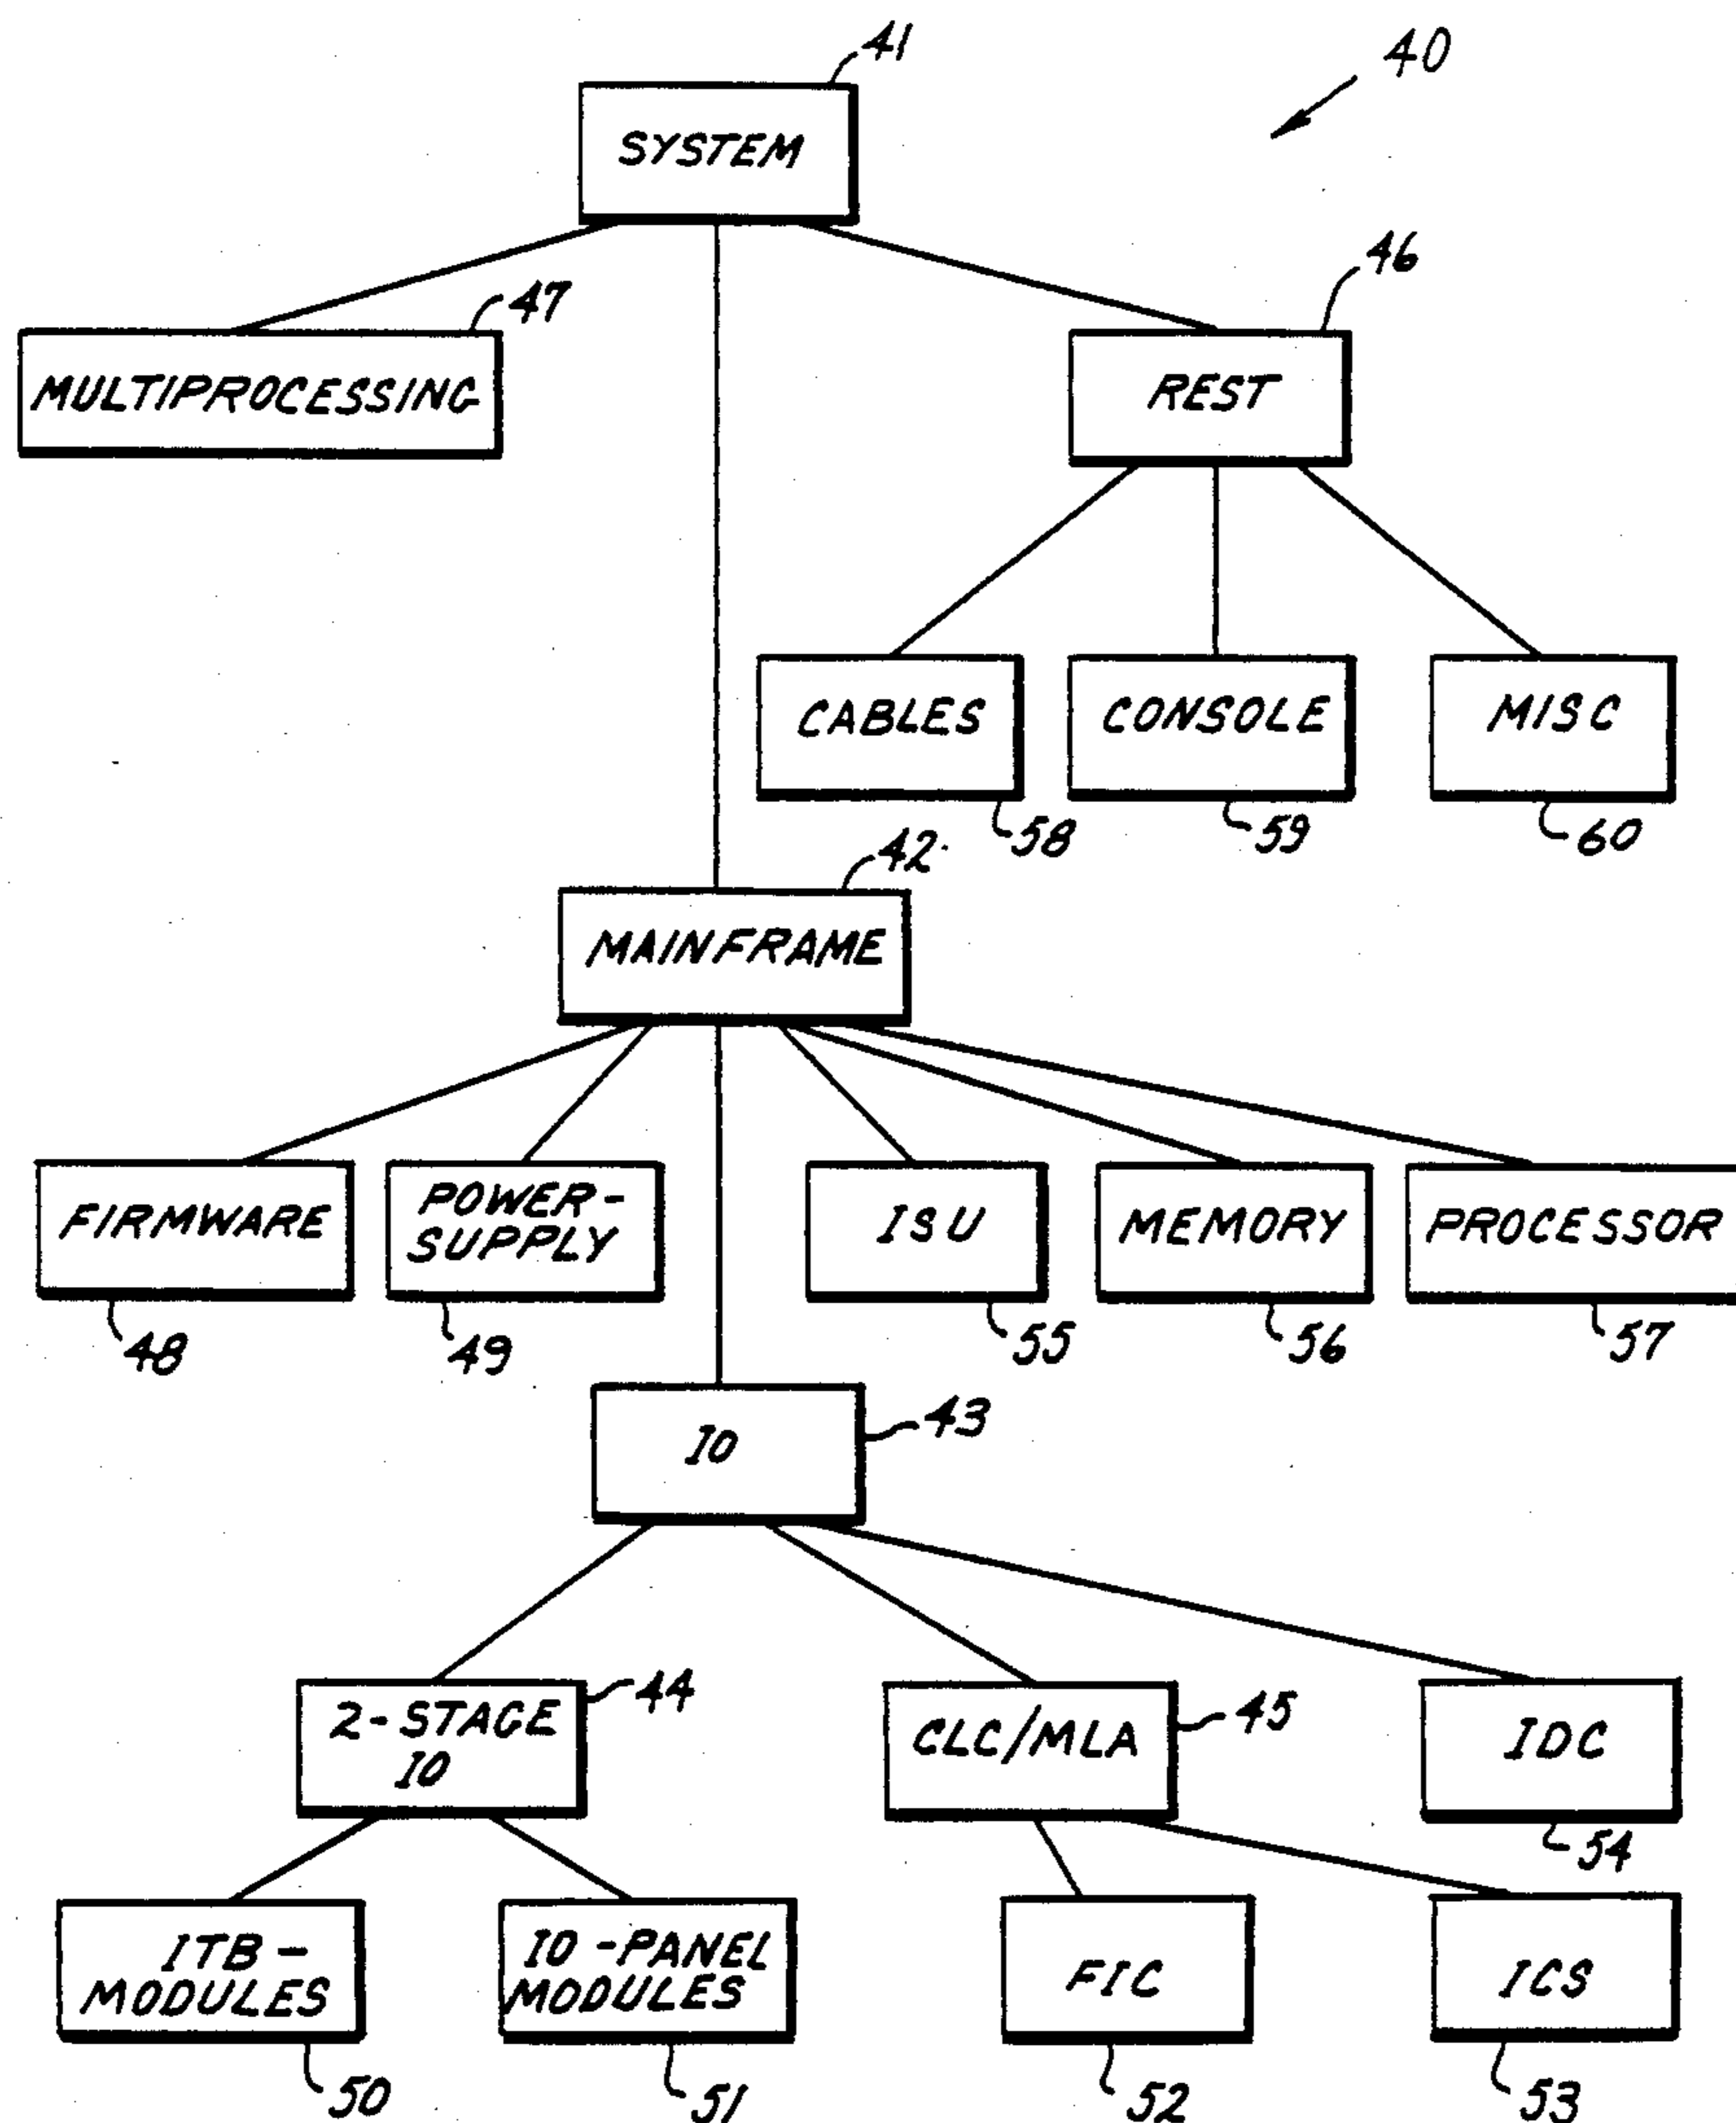 41
40
SYSTEM
47
46
MULTIPROCESSING
REST
CABLES
CONSOLE
MISC
58
59
60
42
MAINFRAME
FIRMWARE
POWER-
SUPPLY
ISU
MEMORY
PROCESSOR
48
49
55
56
57
IO
43
2-STAGE
IO
44
CLC/MLA
45
IDC
54
ITB-
MODULES
IO-PANEL
MODULES
FIC
ICS
50
51
52
53